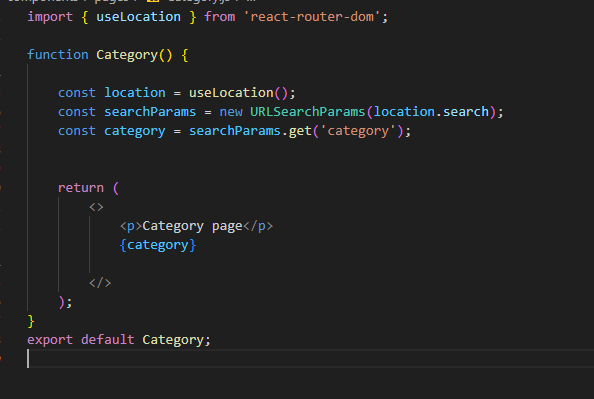 import { useLocation } from 'react-router-dom';
function Category() {
const location = useLocation();
const searchParams = new URLSearchParams(location.search);
const category = searchParams.get('category');
return (
<>
<p>Category page</p>
{category}
</>
);
}
export default Category;